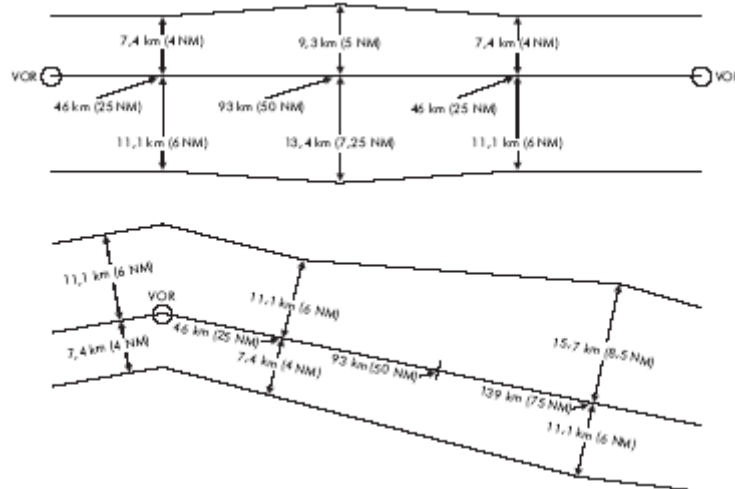 7,4 km (4 NM)
9,3 km (5 NM)
7,4 km (4 NM)
VOR
VOR
46 km (25 NM)
93 km (50 NM)
46 km (25 NM)
11,1 km (6 NM)
13,4 km (7,25 NM)
11,1 km (6 NM)
11,1 km (6 NM)
VOR
11,1 km (6 NM)
7,4 km (4 NM)
46 km (25 NM)
7,4 km (4 NM)
93 km (50 NM)
15,7 km (8,5 NM)
139 km (75 NM)
11,1 km (6 NM)